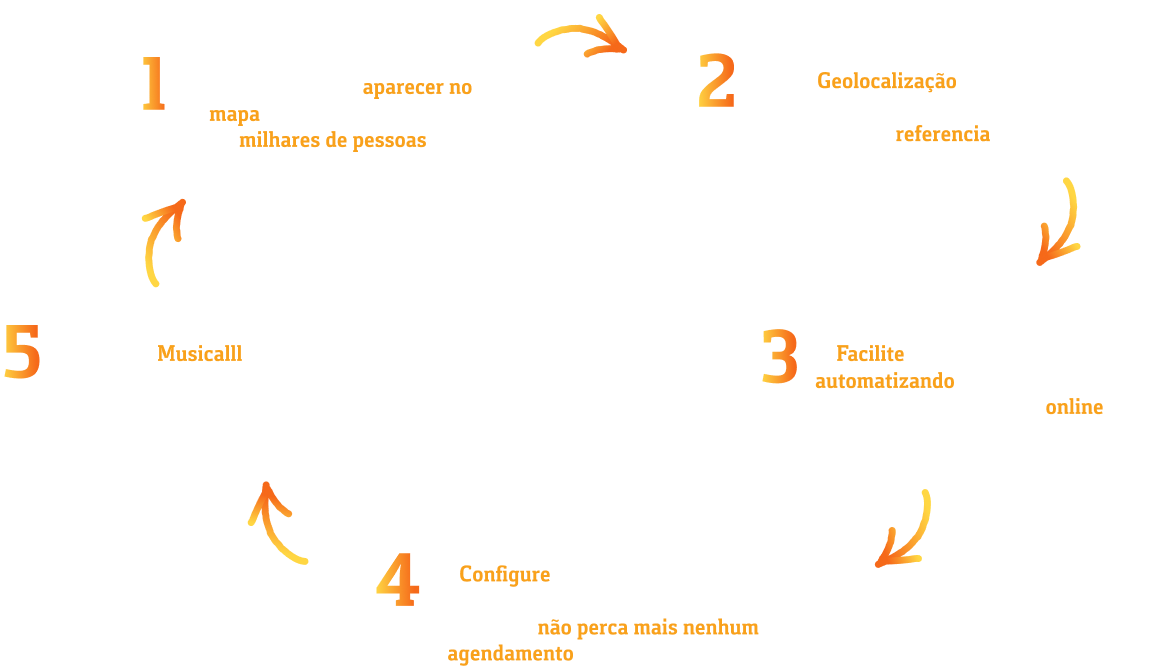 1
aparecer no
mapa
milhares de pessoas
2
Geolocalização
referencia
3
Facilite
automatizando
online
4
Configure
não perca mais nenhum
agendamento
5
Musicalll